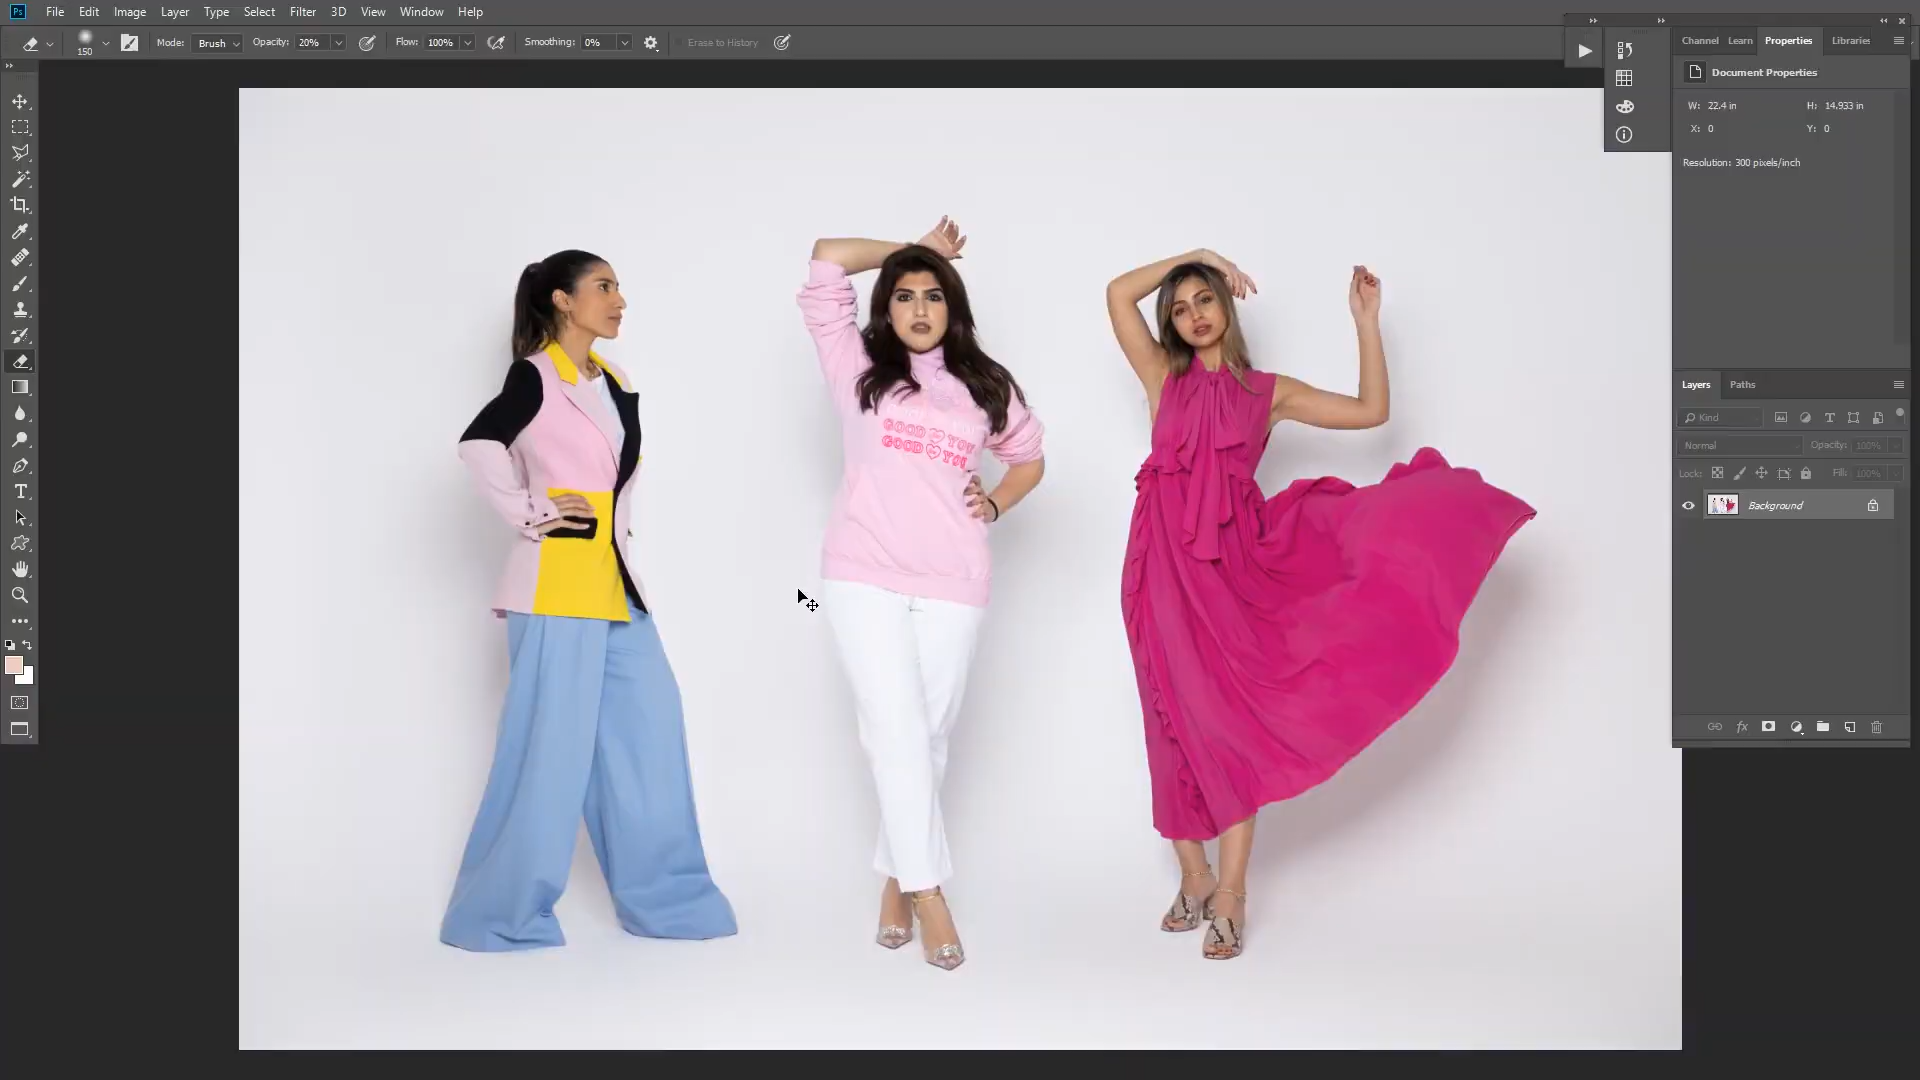 Ps File Edit Image Layer Type Select Filter 3D View Window Help
150 Mode: Brush Opacity: 20% Flow: 100% Smoothing: 0% Erase to History
Channel Learn Properties Libraries
Document Properties
W: 22.4 in H: 14.933 in
X: 0 Y: 0
Resolution: 300 pixels/inch
Layers Paths
Kind
Normal Opacity: 100%
Lock: Fill: 100%
Background
GOOD YOU
GOOD YOU